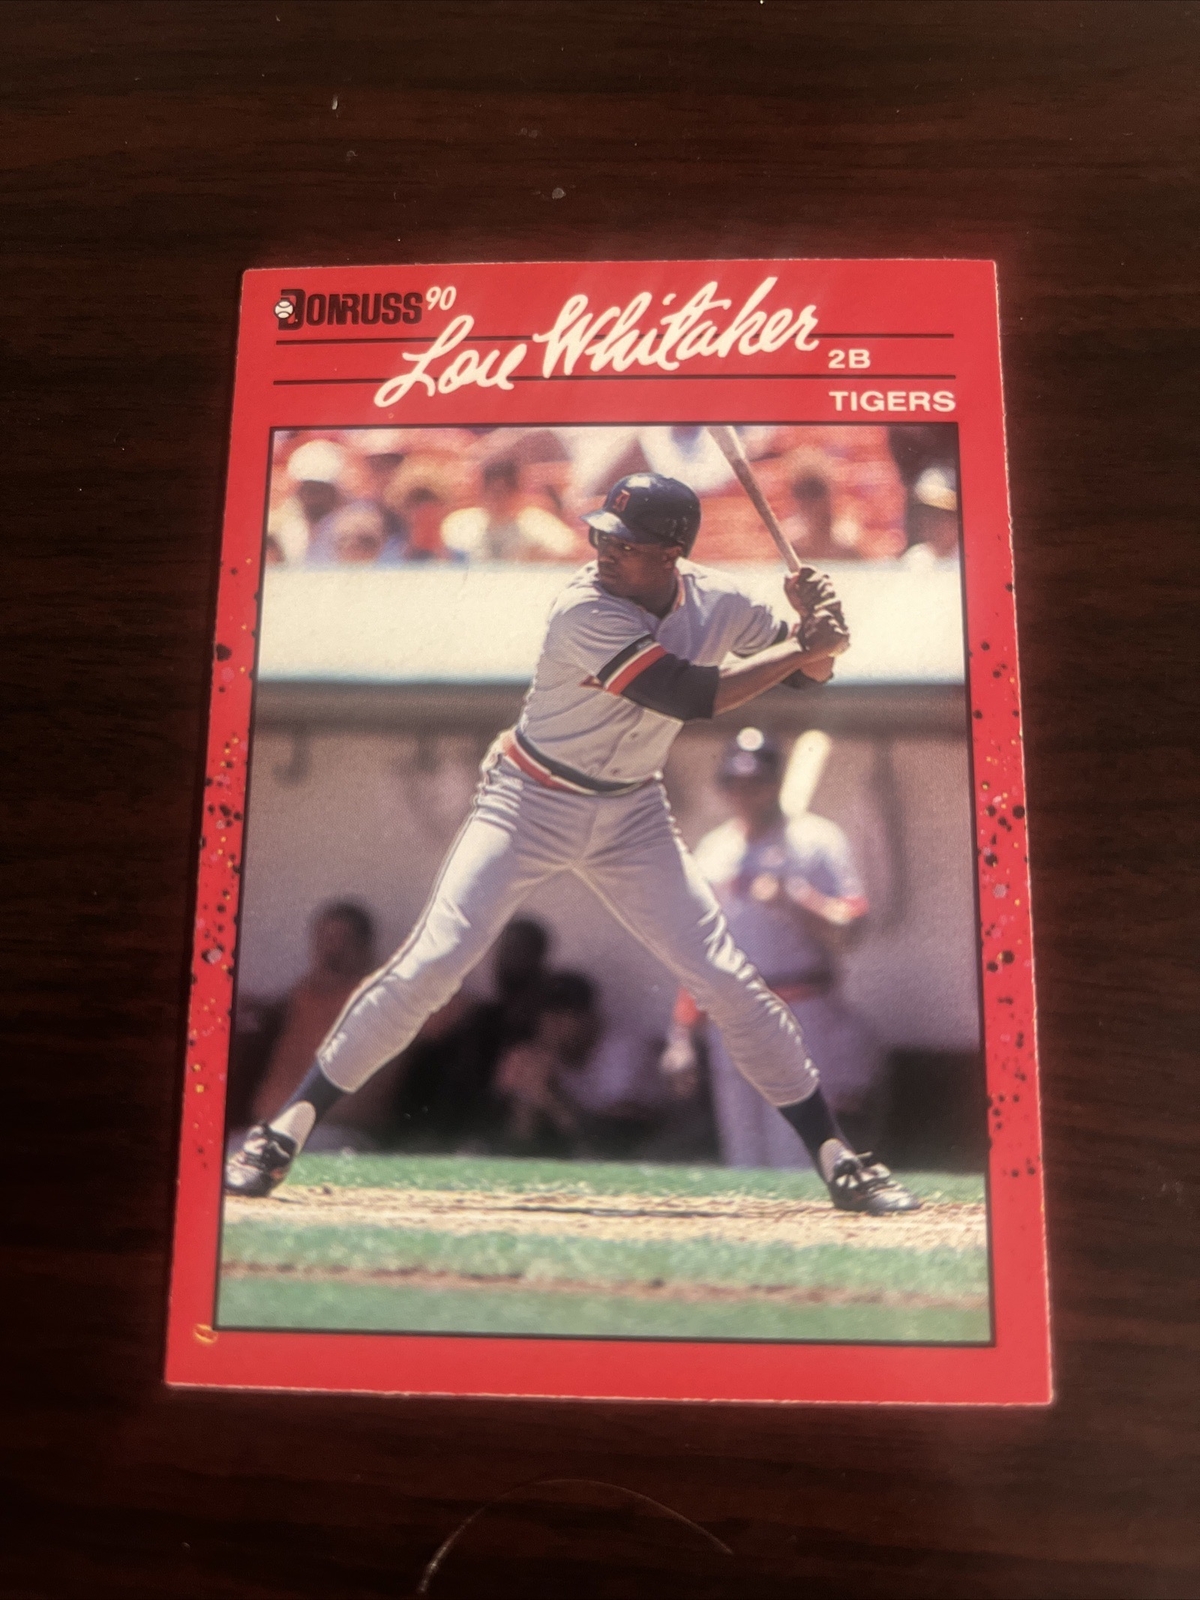 DONRUSS 90
Lou Whitaker
2B
TIGERS